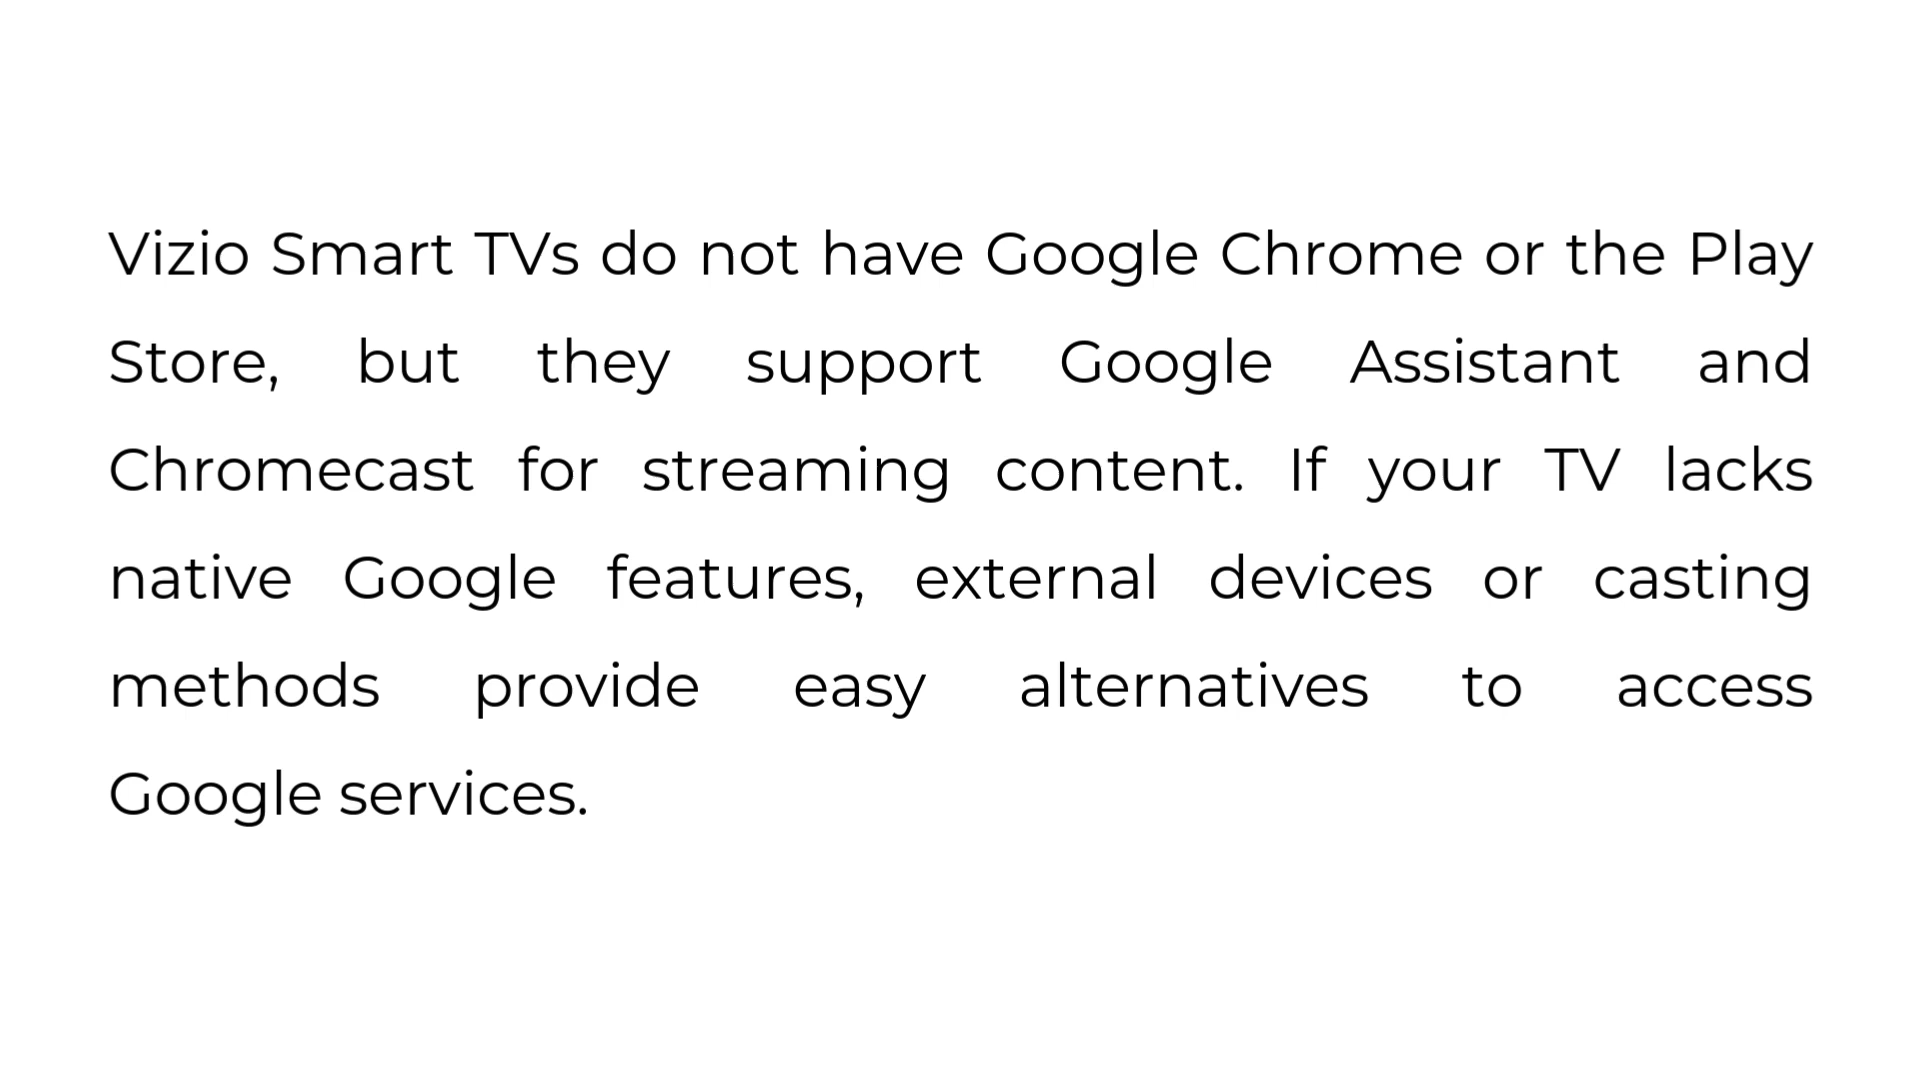 Vizio Smart TVs do not have Google Chrome or the Play
Store, but they support Google Assistant and
Chromecast for streaming content. If your TV lacks
native Google features, external devices or casting
methods provide easy alternatives to access
Google services.